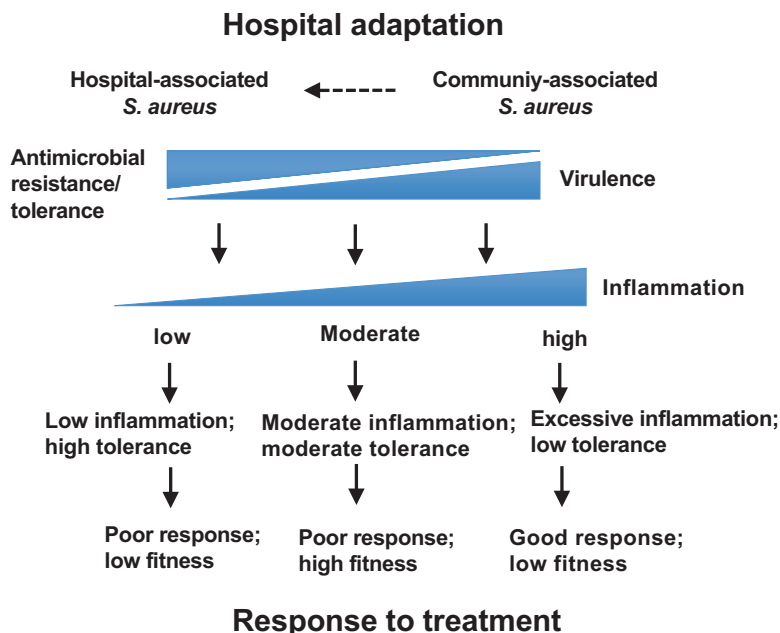 Hospital adaptation
Hospital-associated
S. aureus
Communiy-associated
S. aureus
Antimicrobial
resistance/
tolerance
Virulence
Inflammation
low
Moderate
high
Low inflammation;
high tolerance
Moderate inflammation;
moderate tolerance
Excessive inflammation;
low tolerance
Poor response;
low fitness
Poor response;
high fitness
Good response;
low fitness
Response to treatment